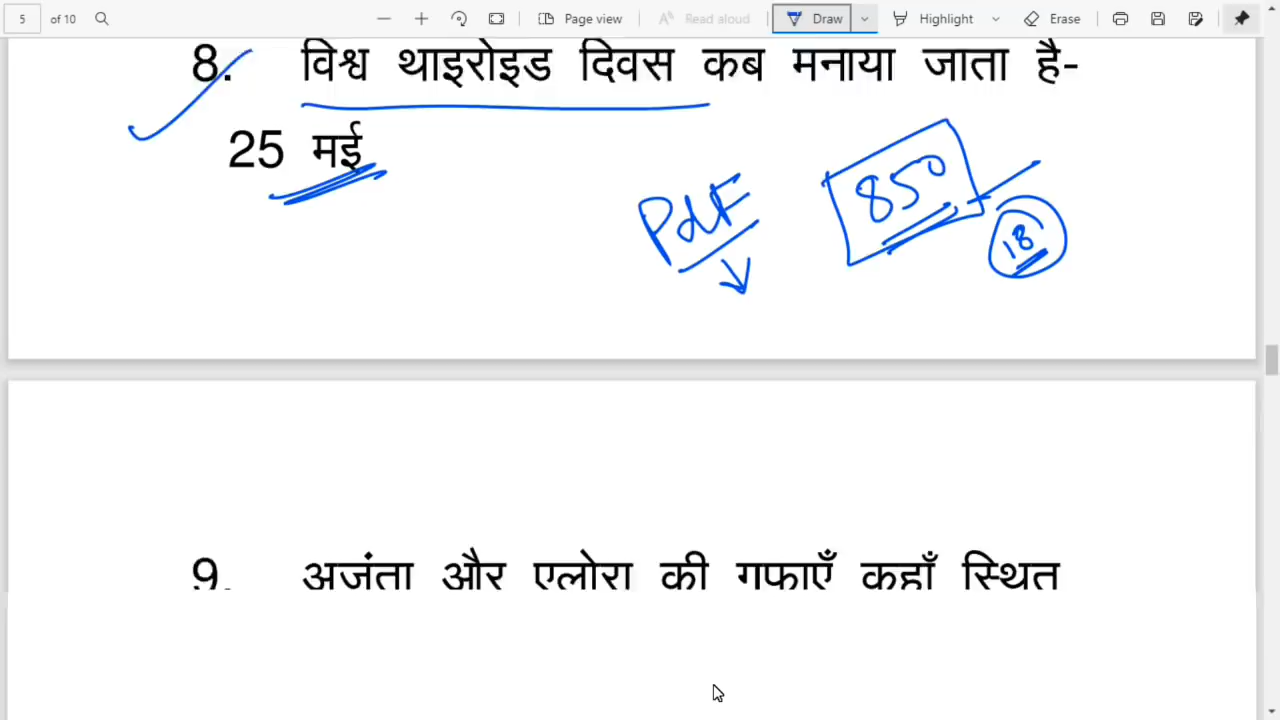 5 of 10 Page view Read aloud Draw Highlight Erase
8. विश्व थाइरोइड दिवस कब मनाया जाता है-
25 मई
Pdf 850
18
9. अजंता और एलोरा की गफाएँ कहाँ स्थित